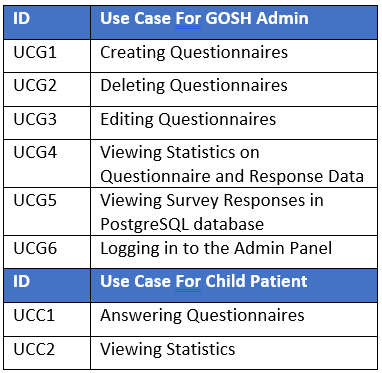 ID Use Case For GOSH Admin
UCG1 Creating Questionnaires
UCG2 Deleting Questionnaires
UCG3 Editing Questionnaires
UCG4 Viewing Statistics on
Questionnaire and Response Data
UCG5 Viewing Survey Responses in
PostgreSQL database
UCG6 Logging in to the Admin Panel
ID Use Case For Child Patient
UCC1 Answering Questionnaires
UCC2 Viewing Statistics